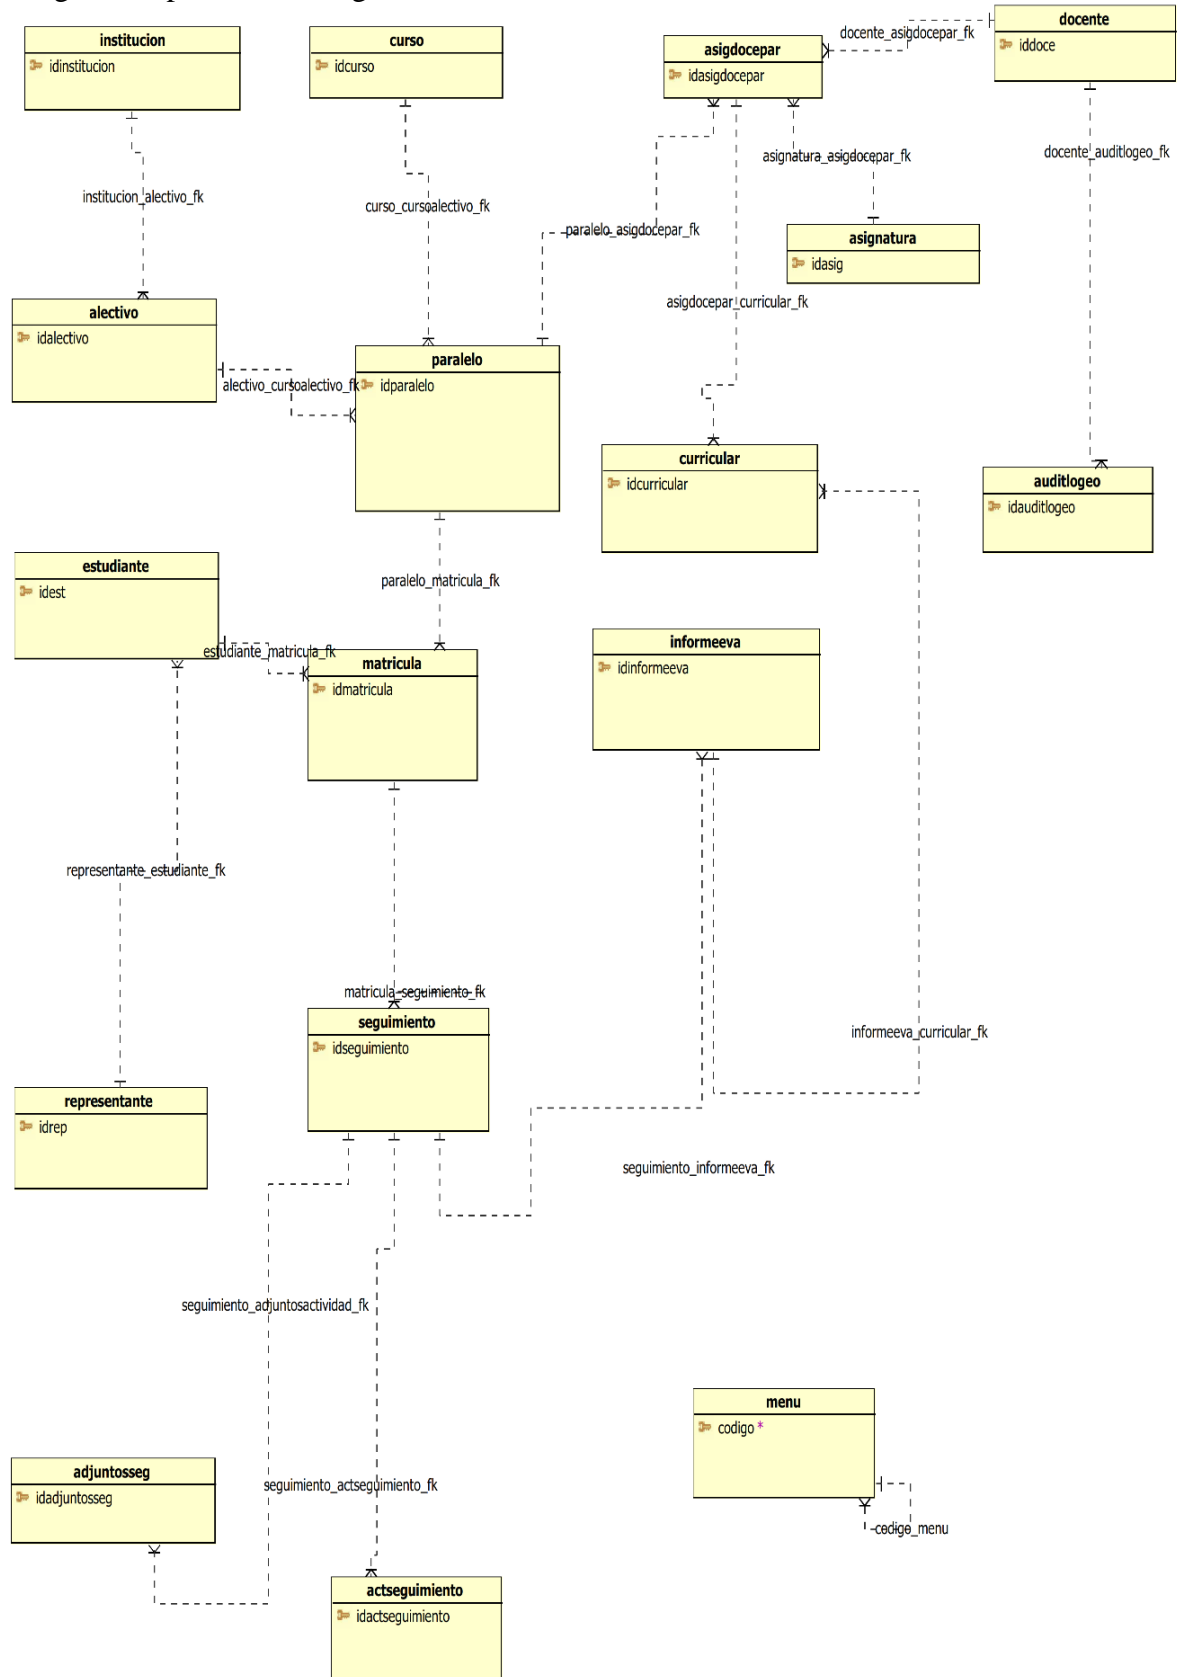 institucion
idinstitucion
curso
idcurso
asigdocepar
idasigdocepar
docente_asigdocepar_fk
docente
iddoce
institucion_alectivo_fk
curso_cursoalectivo_fk
paralelo_asigdocepar_fk
asignatura_asigdocepar_fk
docente_auditlogeo_fk
asignatura
idasig
asigdocepar_curricular_fk
alectivo
idalectivo
alectivo_cursoalectivo_fk
paralelo
idparalelo
curricular
idcurricular
auditlogeo
idauditlogeo
paralelo_matricula_fk
estudiante
idest
estudiante_matricula_fk
matricula
idmatricula
informeeva
idinformeeva
representante_estudiante_fk
matricula_seguimiento_fk
seguimiento
idseguimiento
informeeva_curricular_fk
representante
idrep
seguimiento_informeeva_fk
seguimiento_adjuntosactividad_fk
menu
codigo *
codigo_menu
adjuntosseg
idadjuntosseg
seguimiento_actseguimiento_fk
actseguimiento
idactseguimiento